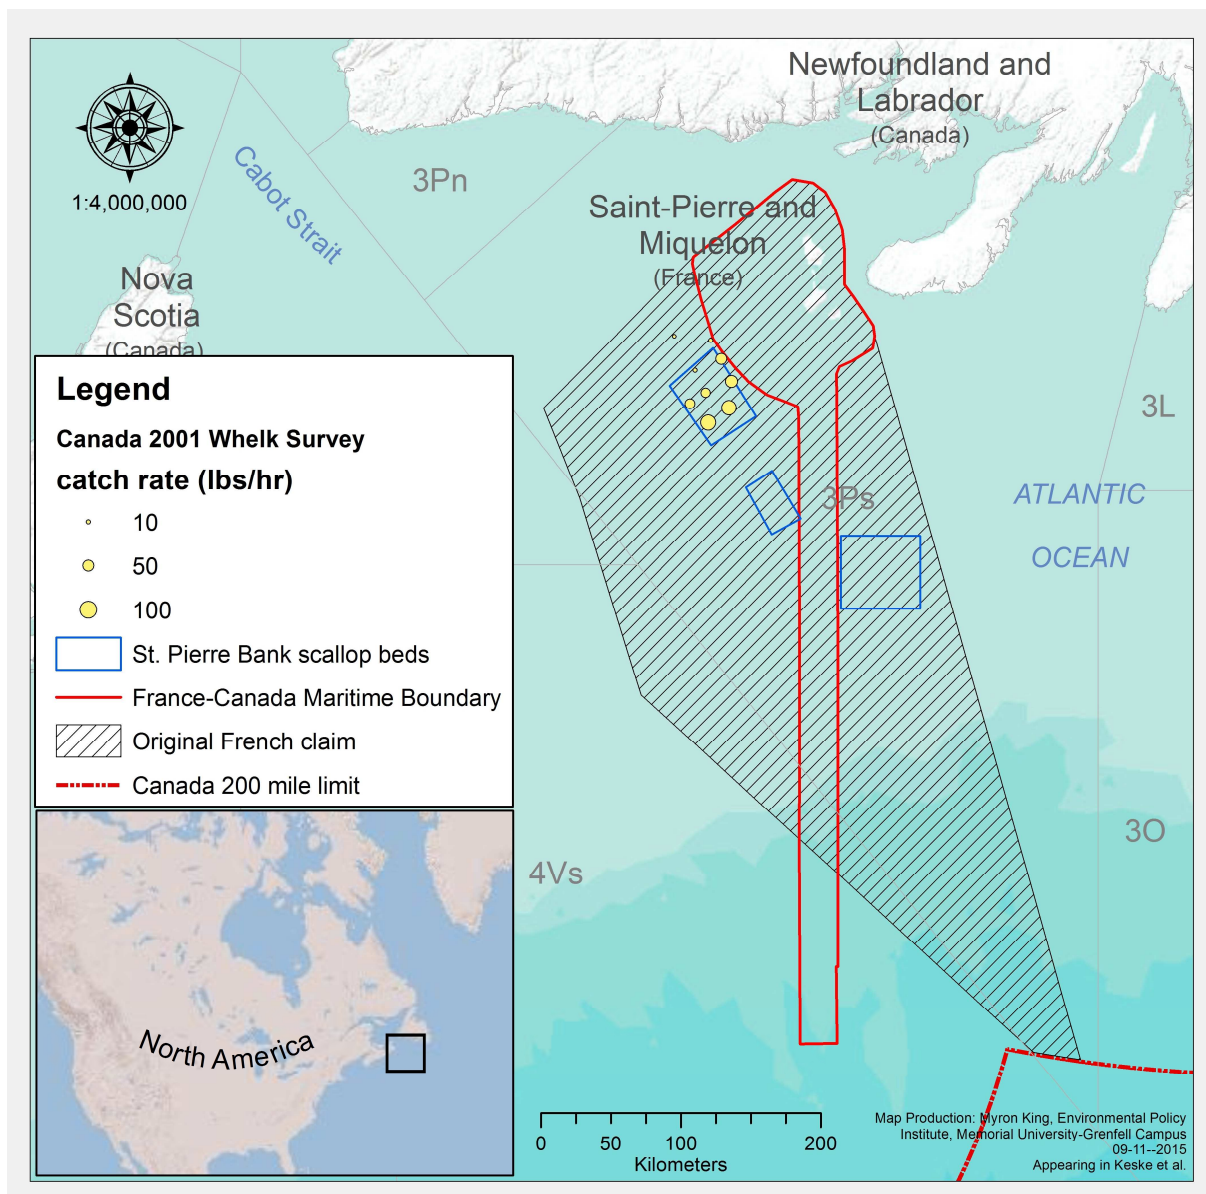 Newfoundland and
Labrador
(Canada)
1:4,000,000
Cabot Strait
3Pn
Saint-Pierre and
Miquelon
(France)
Nova
Scotia
(Canada)
Legend
Canada 2001 Whelk Survey
catch rate (lbs/hr)
10
50
100
St. Pierre Bank scallop beds
France-Canada Maritime Boundary
Original French claim
Canada 200 mile limit
3L
3Ps
ATLANTIC
OCEAN
3O
4Vs
North America
0 50 100 200
Kilometers
Map Production: Myron King, Environmental Policy
Institute, Memorial University-Grenfell Campus
09-11--2015
Appearing in Keske et al.